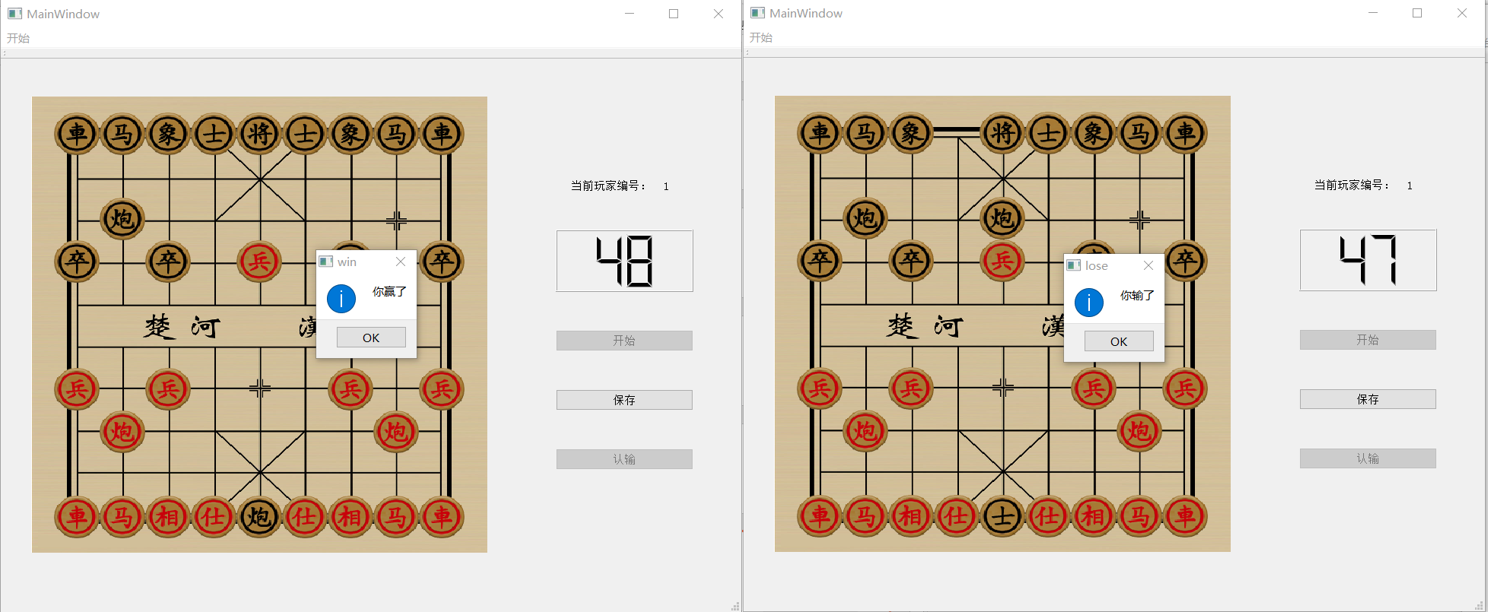 MainWindow
开始
車马象士将士象马車
炮
卒 卒 兵 卒
楚河 漢
兵 兵 兵 兵
炮 炮
車马相仕炮仕相马車
win
你赢了
OK
当前玩家编号： 1
48
开始
保存
认输
MainWindow
开始
車马象 将士象马車
炮 炮
卒 卒 兵 卒
楚河 漢
兵 兵 兵 兵
炮 炮
車马相仕士仕相马車
lose
你输了
OK
当前玩家编号： 1
47
开始
保存
认输